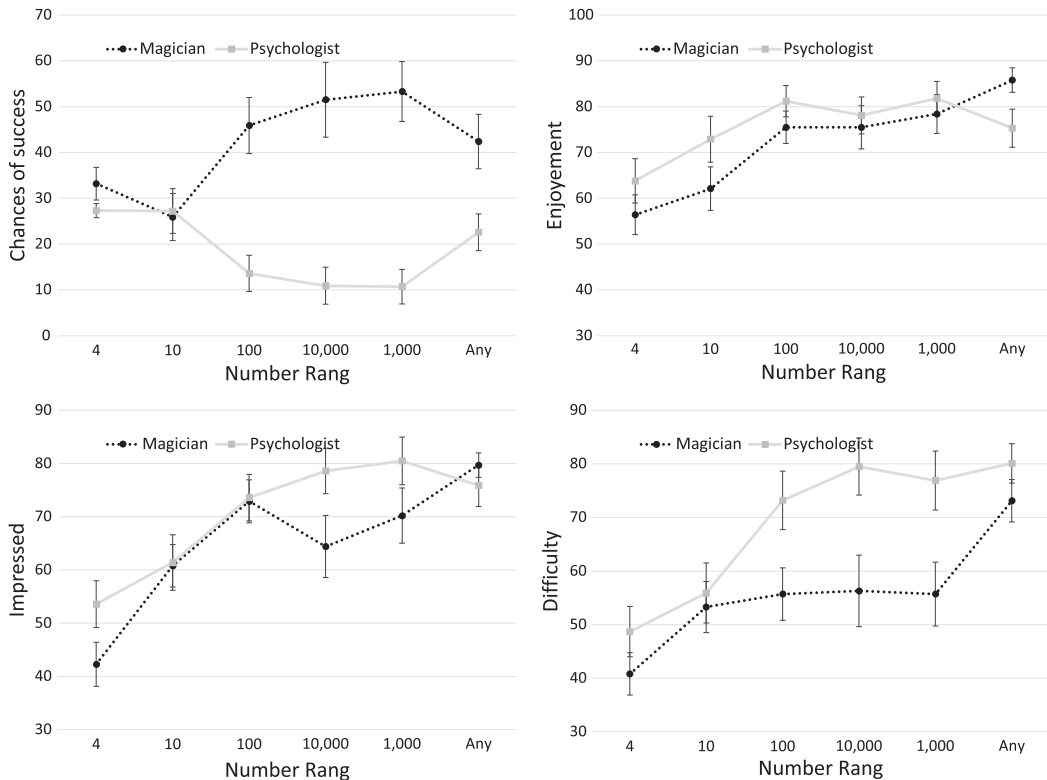 70
60
50
40
30
20
10
0
Chances of success
Magician
Psychologist
4
10
100
10,000
1,000
Any
Number Rang
100
90
80
70
60
50
40
30
Enjoyement
Magician
Psychologist
4
10
100
10,000
1,000
Any
Number Rang
90
80
70
60
50
40
30
Impressed
Magician
Psychologist
4
10
100
10,000
1,000
Any
Number Rang
90
80
70
60
50
40
30
Difficulty
Magician
Psychologist
4
10
100
10,000
1,000
Any
Number Rang